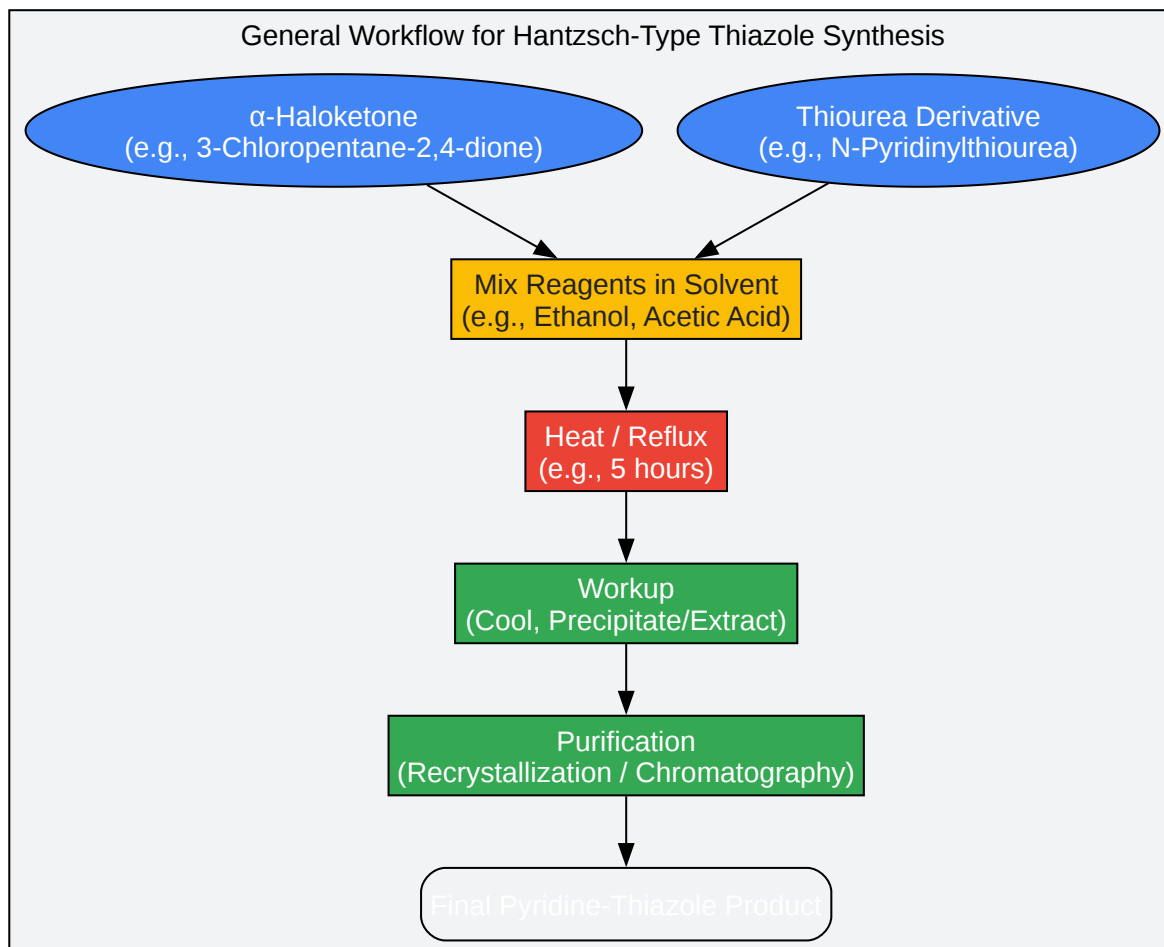 General Workflow for Hantzsch-Type Thiazole Synthesis
α-Haloketone
(e.g., 3-Chloropentane-2,4-dione)
Thiourea Derivative
(e.g., N-Pyridinylthiourea)
Mix Reagents in Solvent
(e.g., Ethanol, Acetic Acid)
Heat / Reflux
(e.g., 5 hours)
Workup
(Cool, Precipitate/Extract)
Purification
(Recrystallization / Chromatography)
Final Pyridine-Thiazole Product